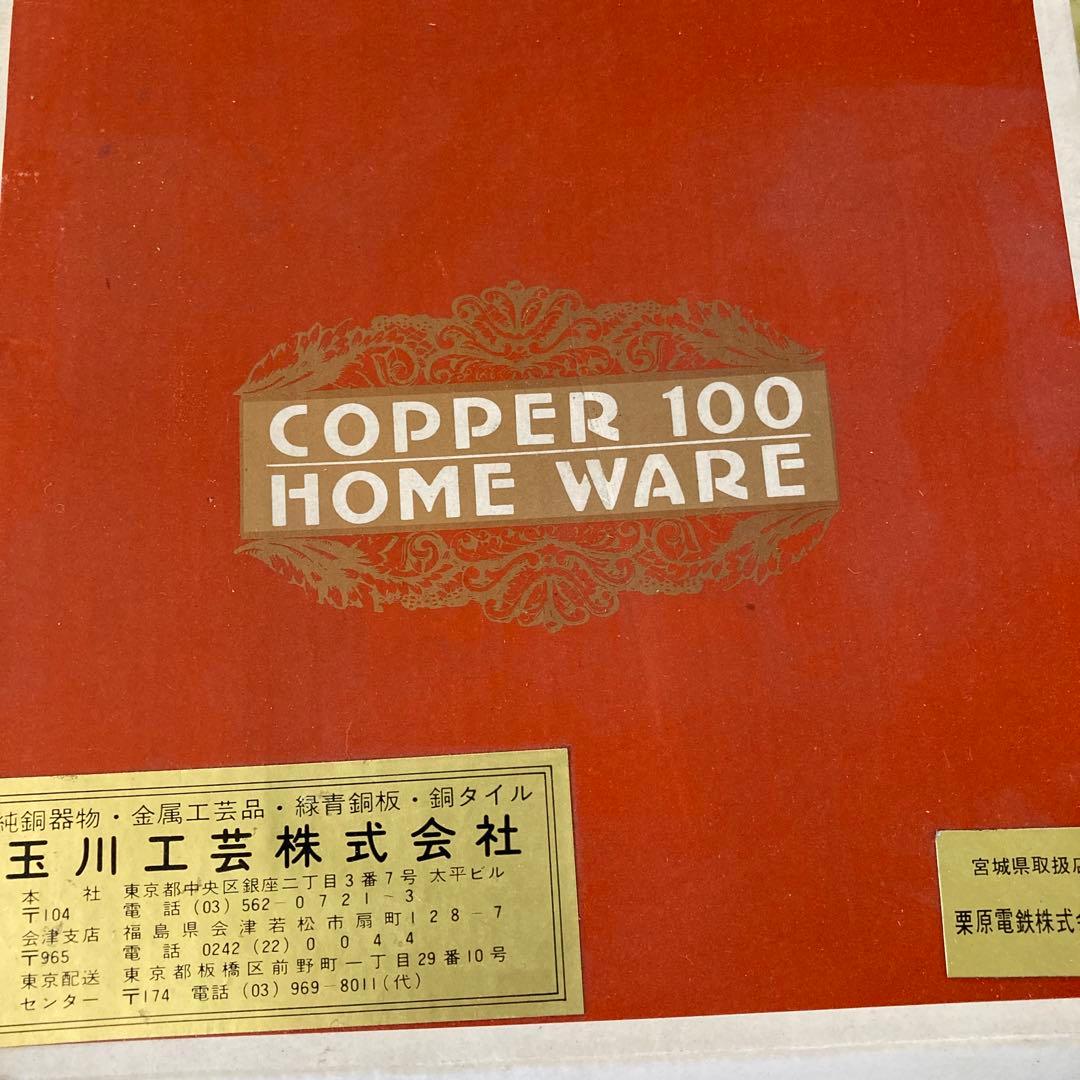 COPPER 100
HOME WARE
純銅器物・金属工芸品・緑青銅板・銅タイル
玉川工芸株式会社
本社 東京都中央区銀座二丁目3番7号 太平ビル
〒104 電話(03)562-0721~3
会津支店 福島県会津若松市扇町128-7
〒965 電話 0242(22)0044
東京配送 東京都板橋区前野町一丁目29番10号
センター 〒174 電話(03)969-8011(代)
宮城県取扱店
栗原電鉄株式会